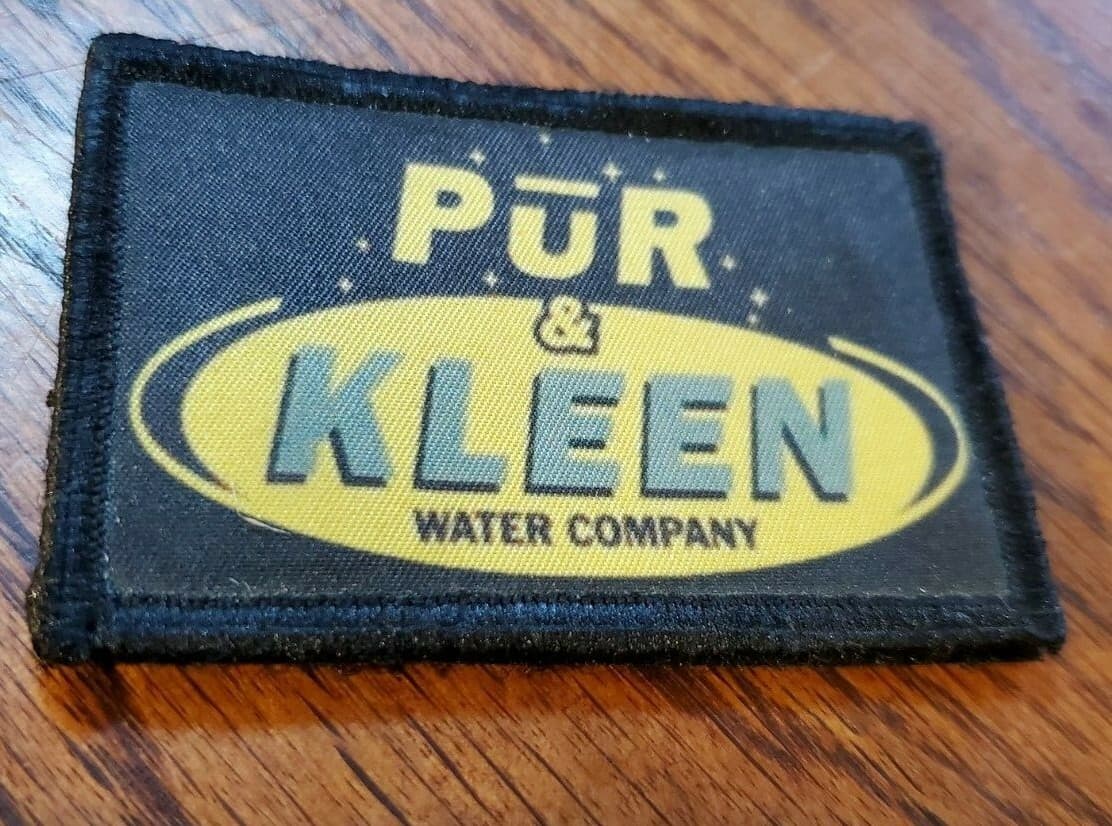 PūR
&
KLEEN
WATER COMPANY